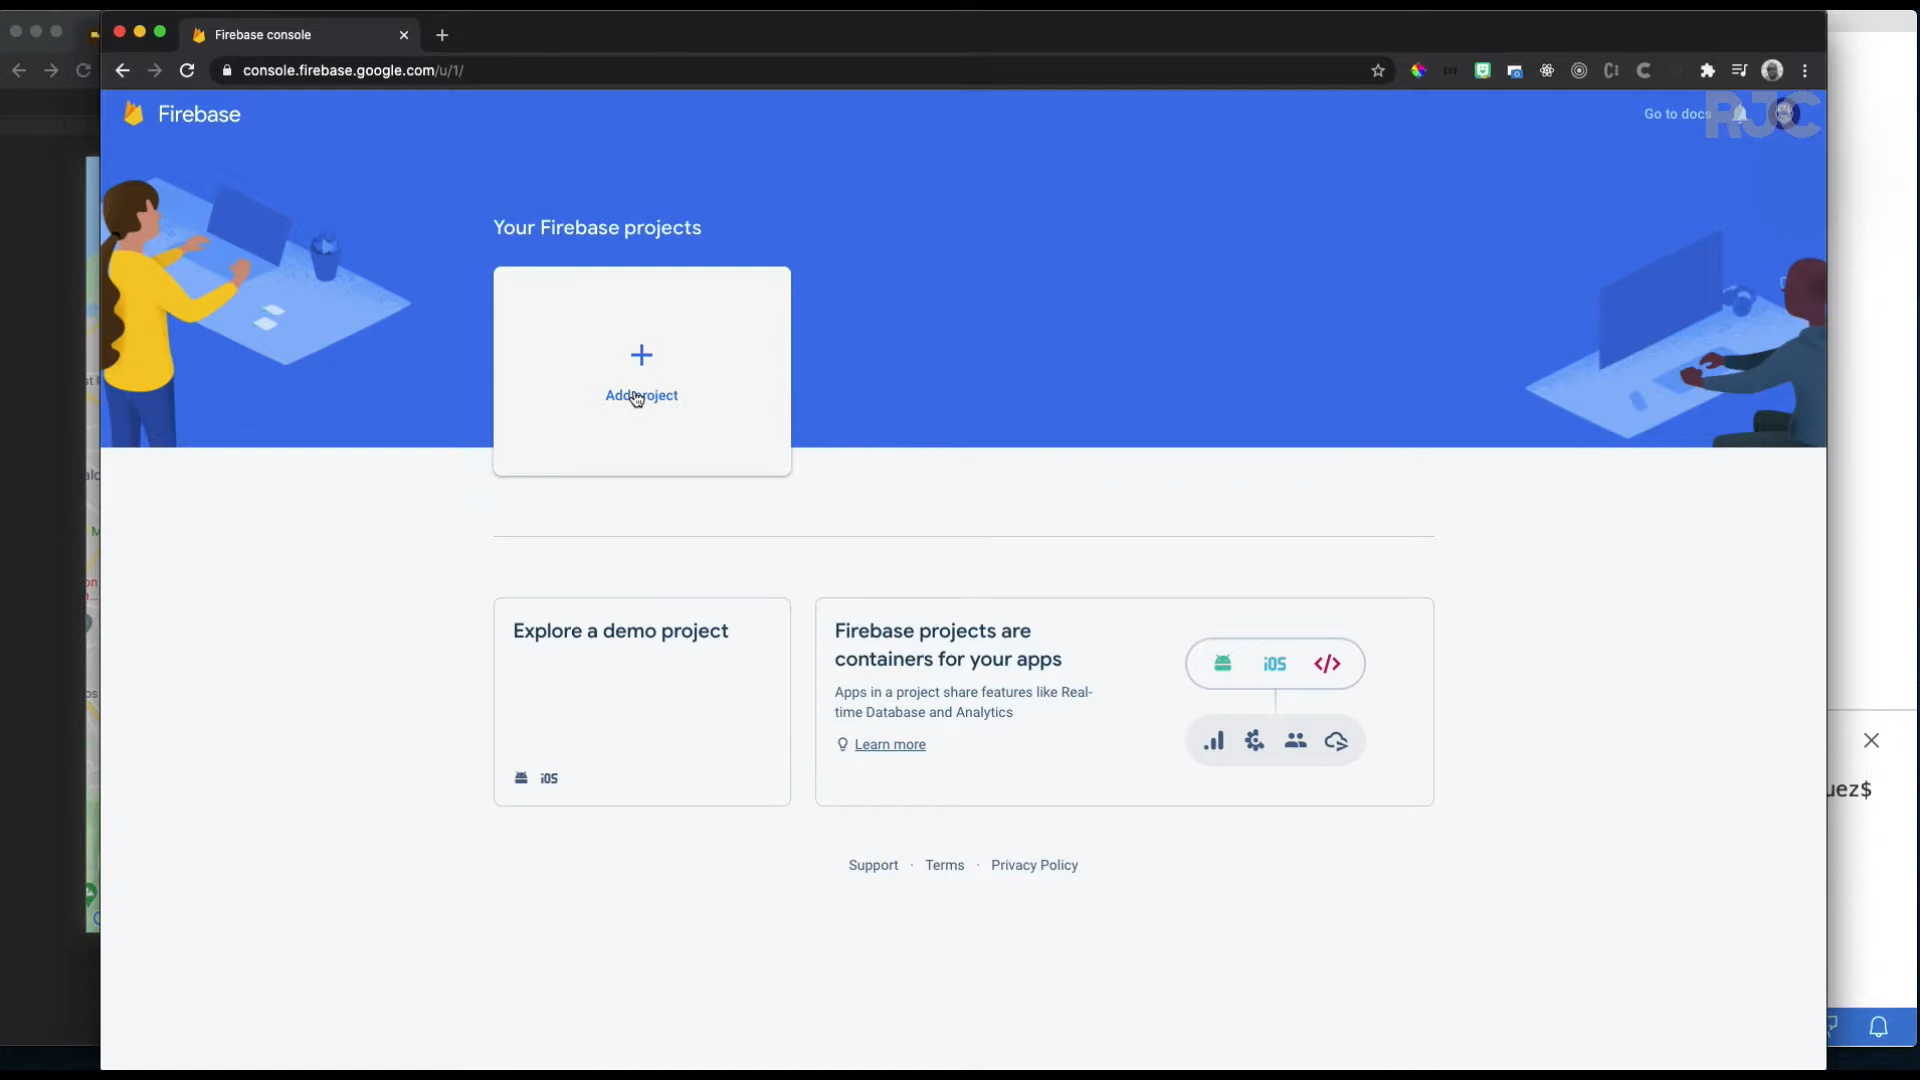 Firebase console
console.firebase.google.com/u/1/
Firebase
Go to docs
RJC
Your Firebase projects
Add project
Explore a demo project
iOS
Firebase projects are
containers for your apps
Apps in a project share features like Real-
time Database and Analytics
Learn more
iOS
</>
Support · Terms · Privacy Policy
uez$